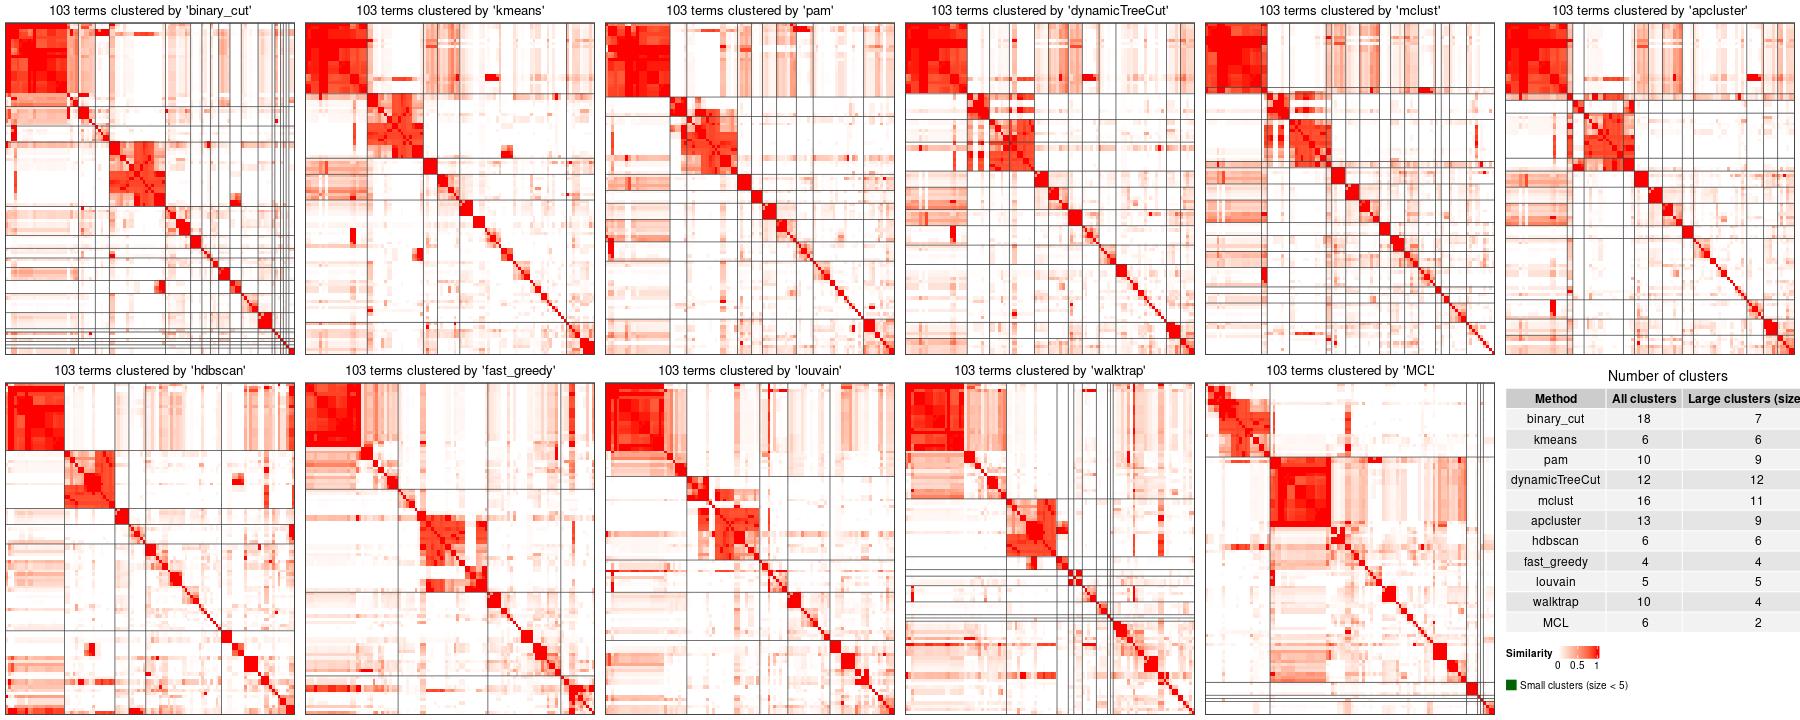 103 terms clustered by 'binary_cut'
103 terms clustered by 'kmeans'
103 terms clustered by 'pam'
103 terms clustered by 'dynamicTreeCut'
103 terms clustered by 'mclust'
103 terms clustered by 'apcluster'
103 terms clustered by 'hdbscan'
103 terms clustered by 'fast_greedy'
103 terms clustered by 'louvain'
103 terms clustered by 'walktrap'
103 terms clustered by 'MCL'
Number of clusters
Method All clusters Large clusters (size
binary_cut 18 7
kmeans 6 6
pam 10 9
dynamicTreeCut 12 12
mclust 16 11
apcluster 13 9
hdbscan 6 6
fast_greedy 4 4
louvain 5 5
walktrap 10 4
MCL 6 2
Similarity
0 0.5 1
Small clusters (size < 5)